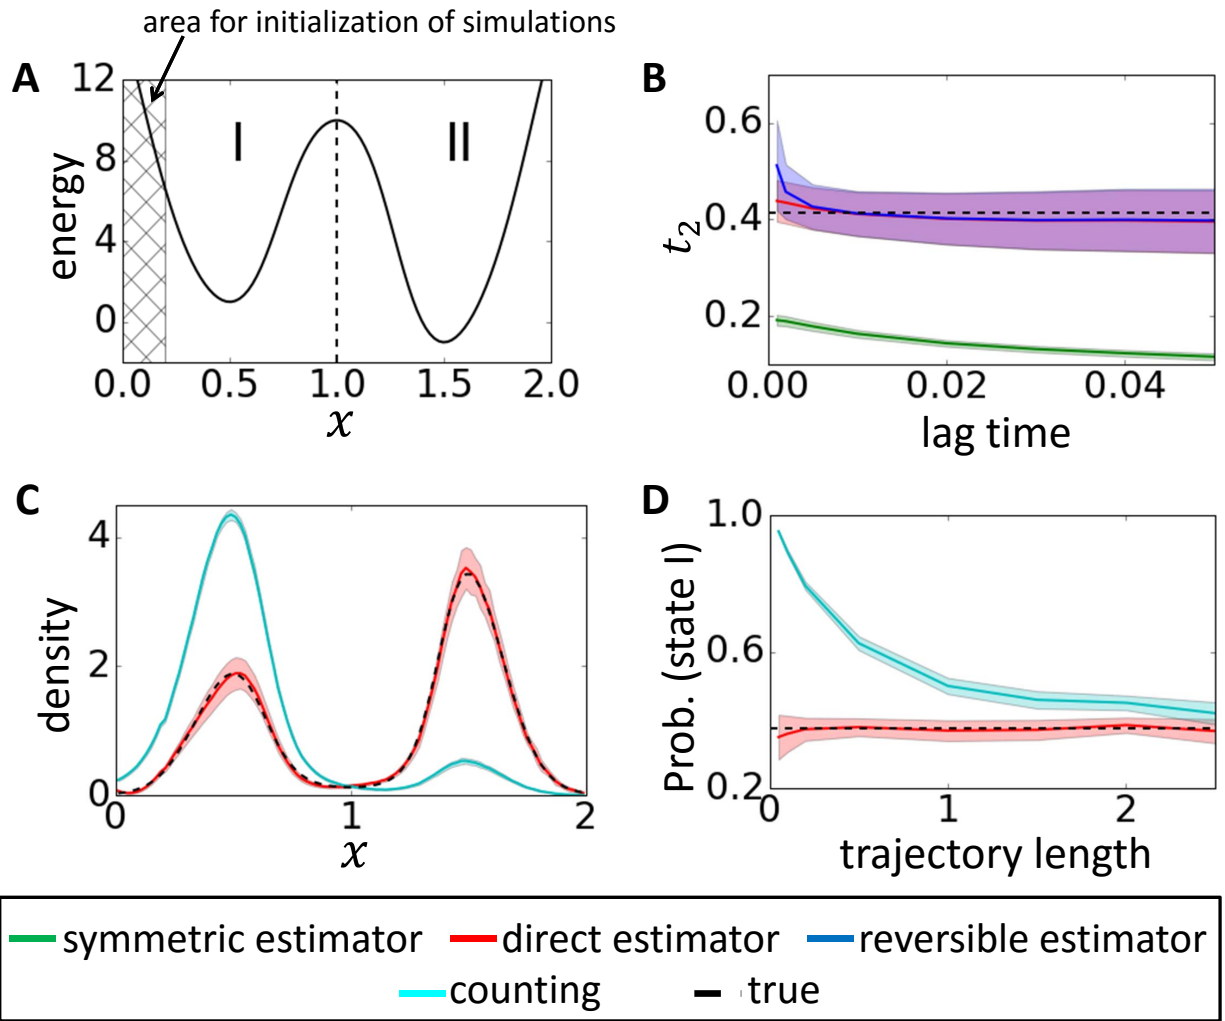 area for initialization of simulations
A
12
8
4
0
energy
I
II
0.0 0.5 1.0 1.5 2.0
x
B
0.6
0.4
0.2
t2
0.00 0.02 0.04
lag time
C
4
2
0
density
0 1 2
x
D
1.0
0.6
0.2
Prob. (state I)
0 1 2
trajectory length
symmetric estimator direct estimator reversible estimator
counting true